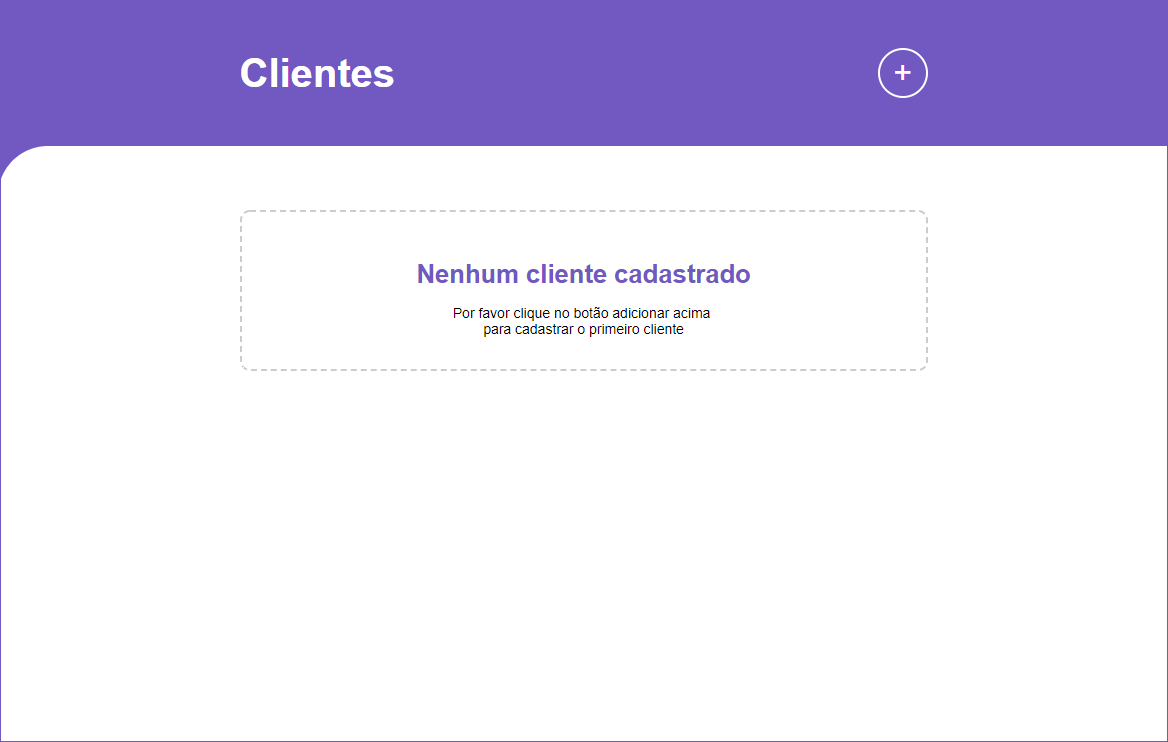 Clientes
+
Nenhum cliente cadastrado
Por favor clique no botão adicionar acima
para cadastrar o primeiro cliente